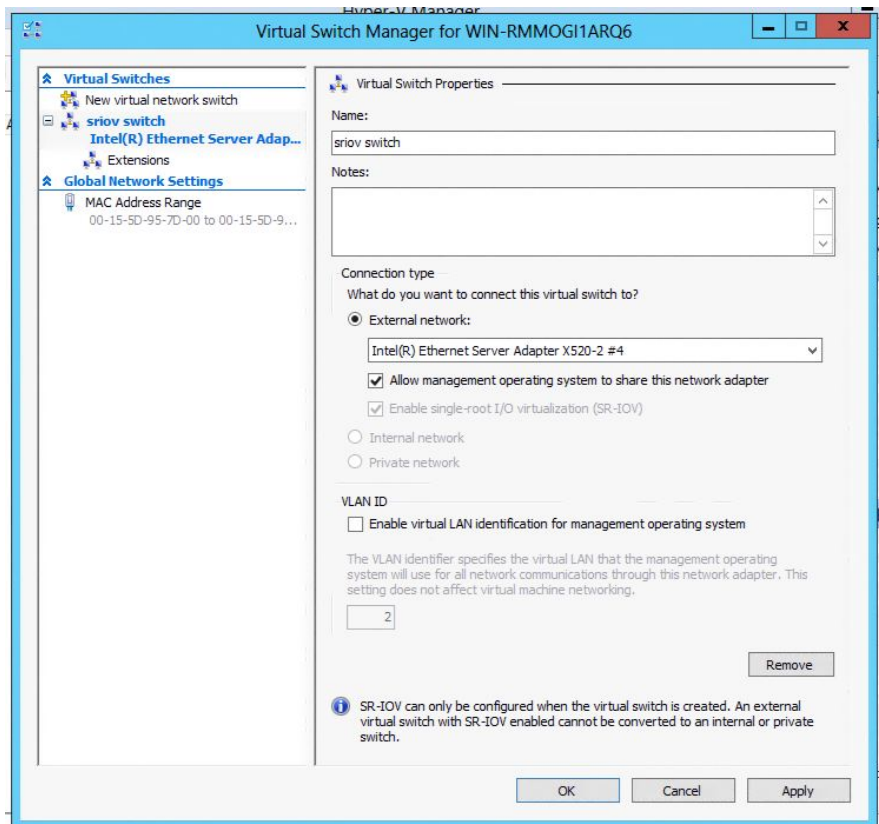 Hyper-V Manager
Virtual Switch Manager for WIN-RMMOGI1ARQ6
Virtual Switches
New virtual network switch
sriov switch
Intel(R) Ethernet Server Adap...
Extensions
Global Network Settings
MAC Address Range
00-15-5D-95-7D-00 to 00-15-5D-9...
Virtual Switch Properties
Name:
sriov switch
Notes:
Connection type
What do you want to connect this virtual switch to?
External network:
Intel(R) Ethernet Server Adapter X520-2 #4
Allow management operating system to share this network adapter
Enable single-root I/O virtualization (SR-IOV)
Internal network
Private network
VLAN ID
Enable virtual LAN identification for management operating system
The VLAN identifier specifies the virtual LAN that the management operating
system will use for all network communications through this network adapter. This
setting does not affect virtual machine networking.
2
Remove
SR-IOV can only be configured when the virtual switch is created. An external
virtual switch with SR-IOV enabled cannot be converted to an internal or private
switch.
OK
Cancel
Apply